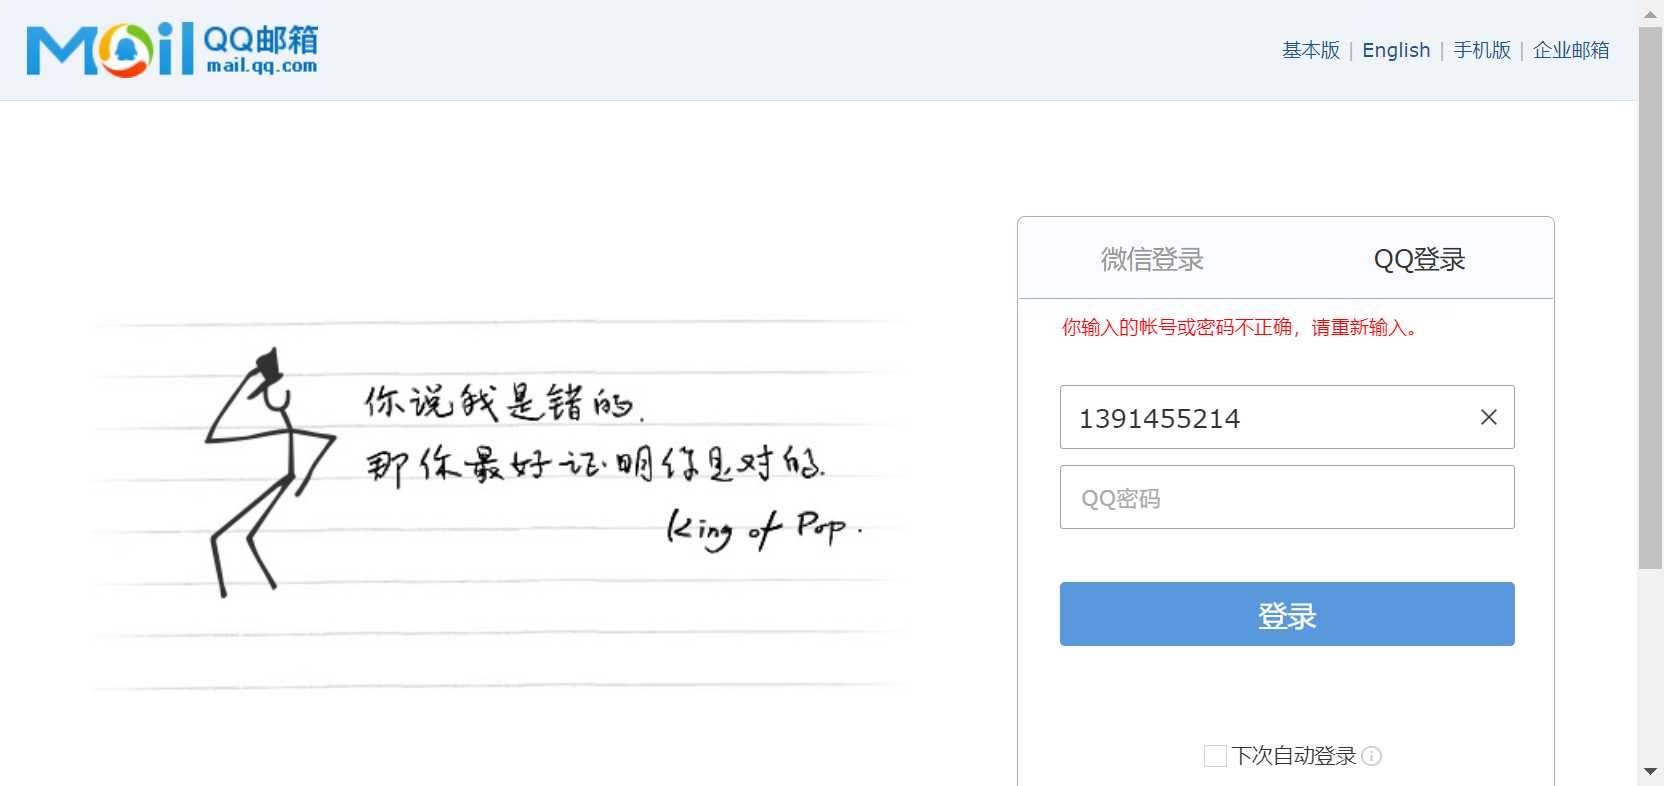 Mail QQ邮箱
mail.qq.com
基本版 | English | 手机版 | 企业邮箱
微信登录 QQ登录
你输入的帐号或密码不正确，请重新输入。
你说我是错的.
那你最好证明你是对的.
King of Pop.
1391455214
QQ密码
登录
下次自动登录